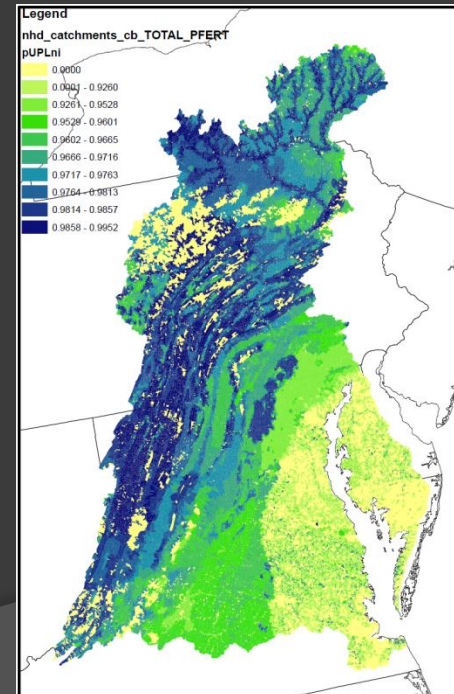 Legend
nhd_catchments_cb_TOTAL_PFERT
pUPLni
0.0000
0.0001 - 0.9260
0.9261 - 0.9528
0.9529 - 0.9601
0.9602 - 0.9665
0.9666 - 0.9716
0.9717 - 0.9763
0.9764 - 0.9813
0.9814 - 0.9857
0.9858 - 0.9952